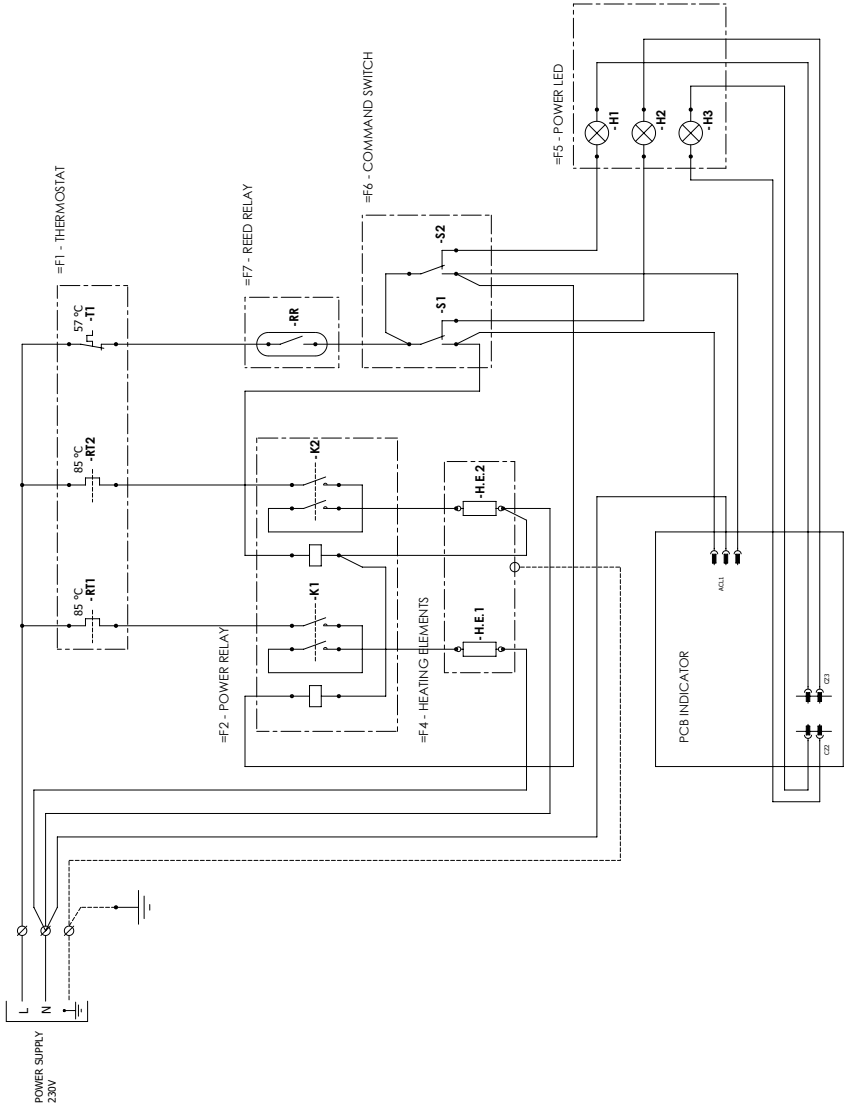 POWER SUPPLY
230V
L
N
=F1 - THERMOSTAT
85 °C
-RT1
85 °C
-RT2
57 °C
-T1
=F2 - POWER RELAY
-K1
-K2
=F7 - REED RELAY
-RR
=F4 - HEATING ELEMENTS
-H.E.1
-H.E.2
=F6 - COMMAND SWITCH
-S1
-S2
=F5 - POWER LED
-H1
-H2
-H3
PCB INDICATOR
ACL1
CZ2
CZ3